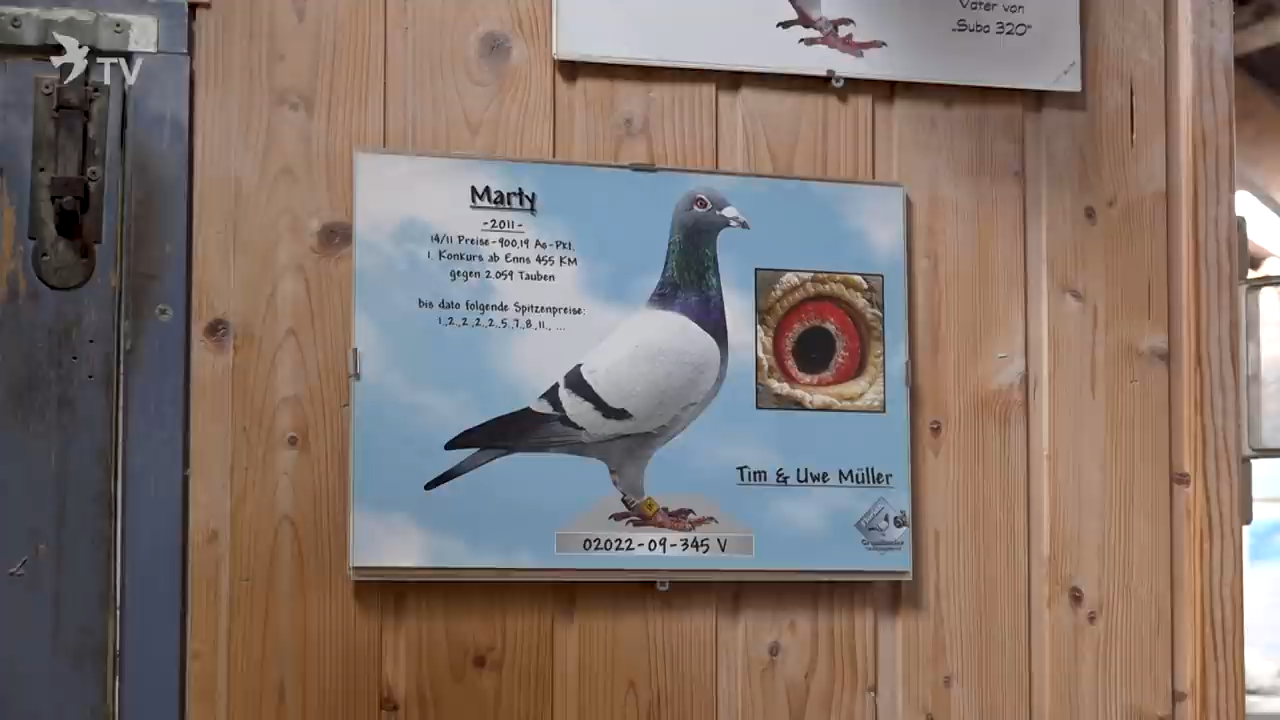 TV
Vater von
„Suba 320“
Marty
-2011-
14/11 Preise-900,19 As-Pkt.
1. Konkurs ab Enns 455 KM
gegen 2.059 Tauben
bis dato folgende Spitzenpreise:
1.,2.,2.,2.,2.,5.,7.,8.,11., ...
Tim & Uwe Müller
02022-09-345 V